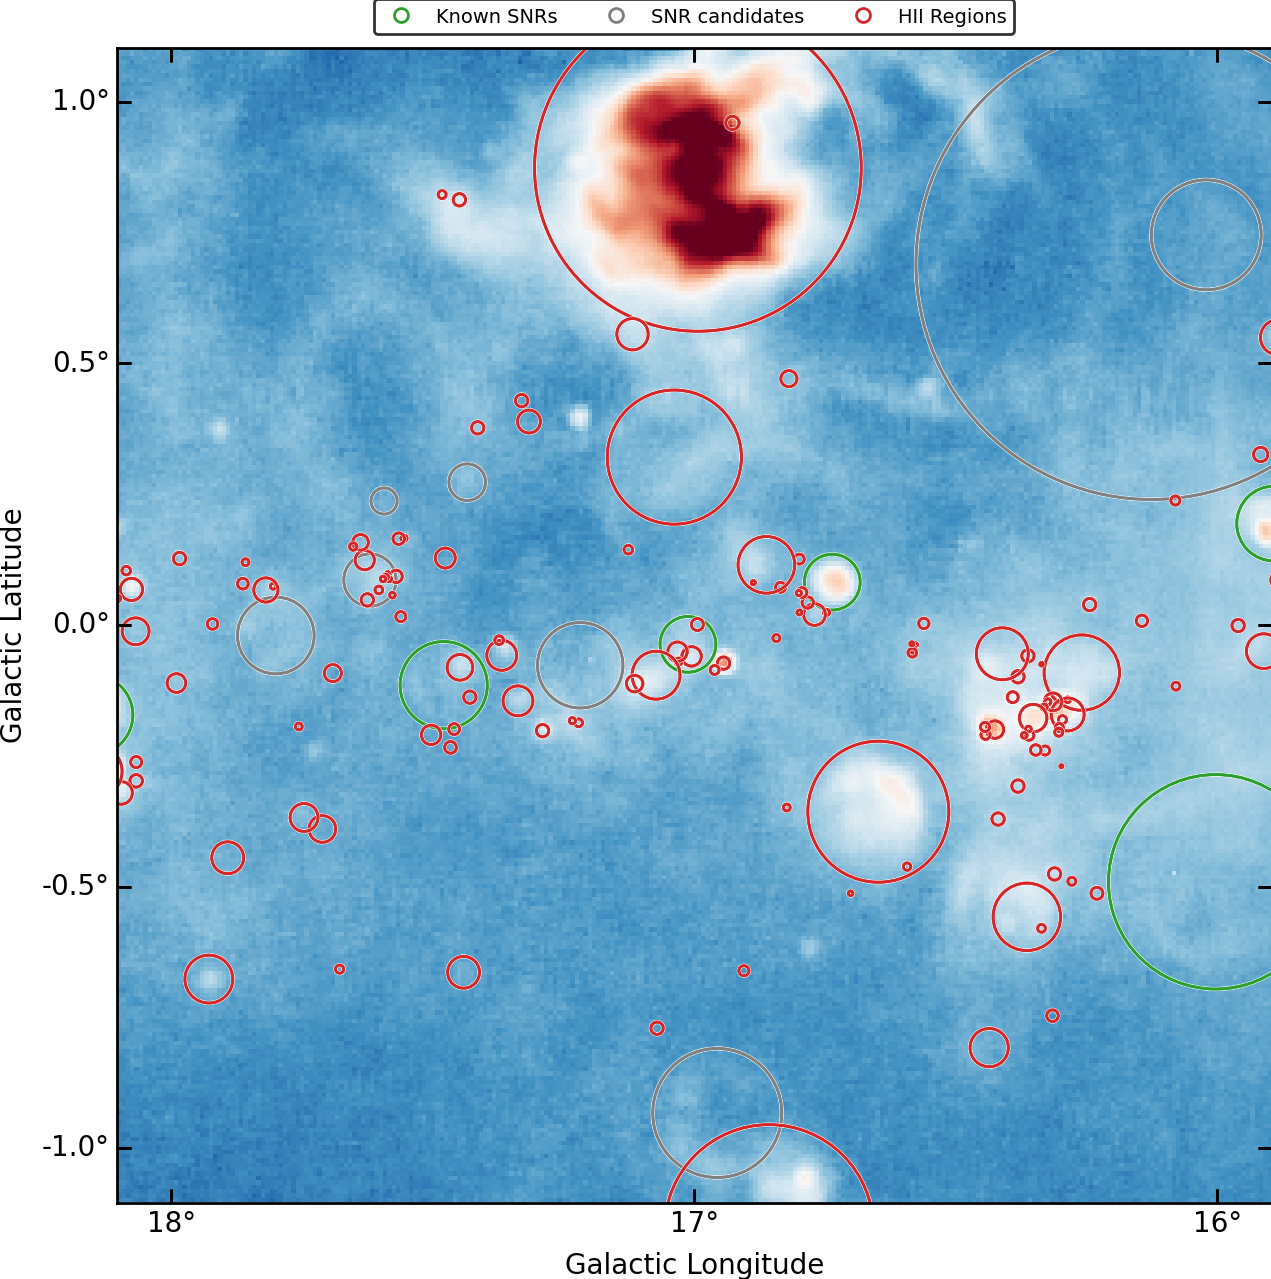 Known SNRs SNR candidates HII Regions
1.0°
0.5°
0.0°
-0.5°
-1.0°
Galactic Latitude
18° 17° 16°
Galactic Longitude